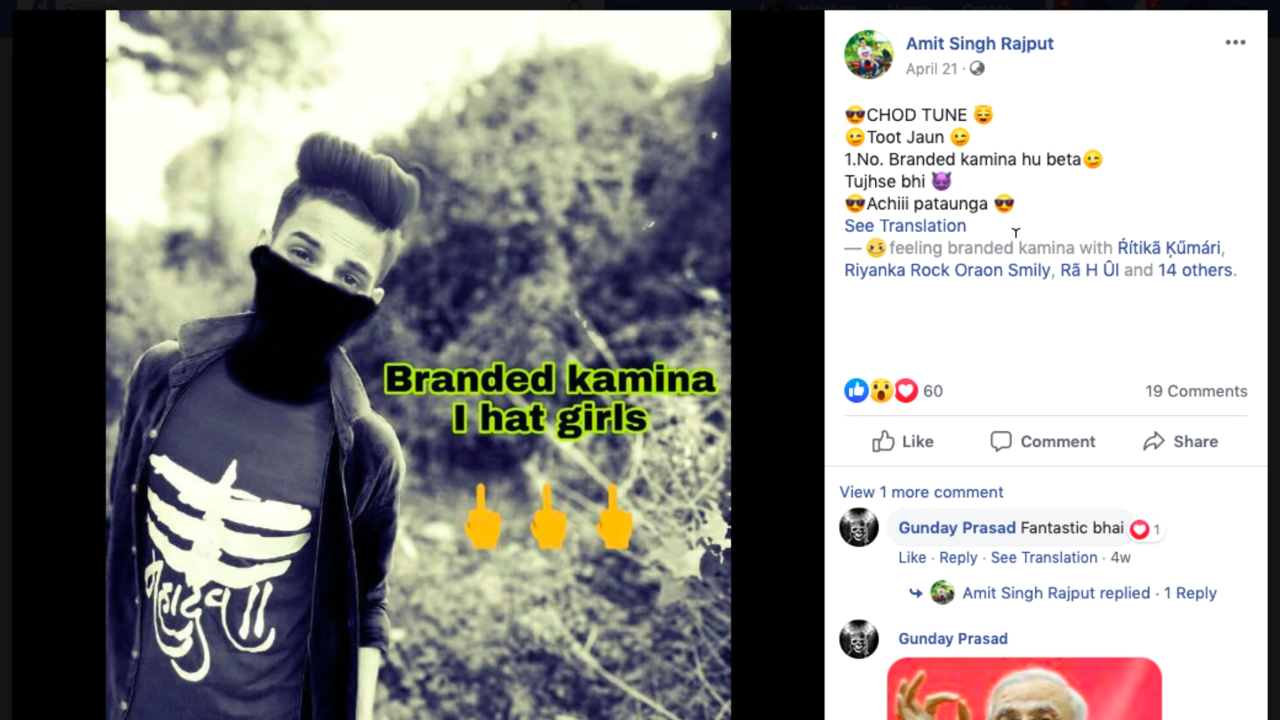 Amit Singh Rajput
April 21
😎CHOD TUNE 😇
😉Toot Jaun 😉
1.No. Branded kamina hu beta😉
Tujhse bhi 😈
😎Achiii pataunga 😎
See Translation
— 🤒feeling branded kamina with Ŕítikã Ķűmári,
Riyanka Rock Oraon Smily, Rã H Ûl and 14 others.
60
19 Comments
Like
Comment
Share
View 1 more comment
Gunday Prasad Fantastic bhai
1
Like · Reply · See Translation · 4w
Amit Singh Rajput replied · 1 Reply
Gunday Prasad
Branded kamina
I hat girls
महादेव